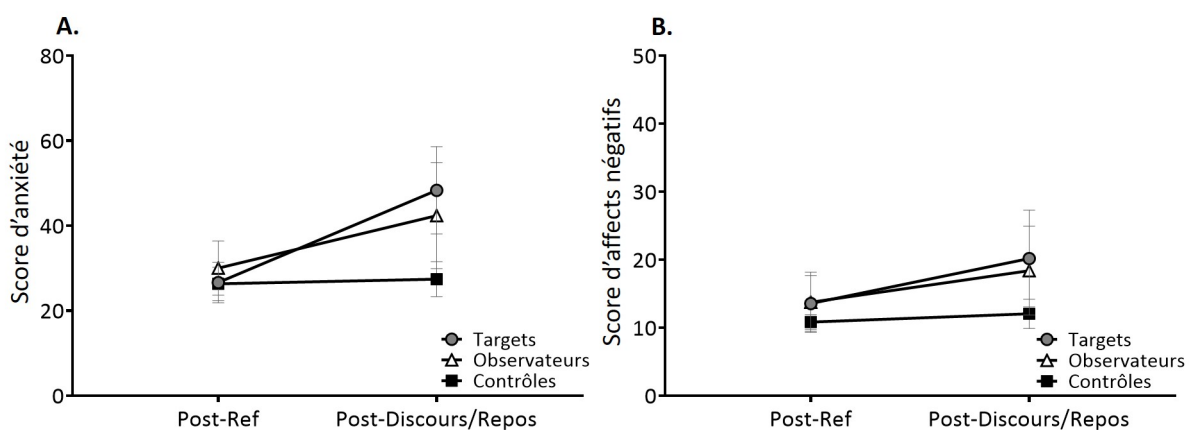 A.
Score d'anxiété
80
60
40
20
0
Post-Ref
Post-Discours/Repos
Targets
Observateurs
Contrôles
B.
Score d'affects négatifs
50
40
30
20
10
0
Post-Ref
Post-Discours/Repos
Targets
Observateurs
Contrôles